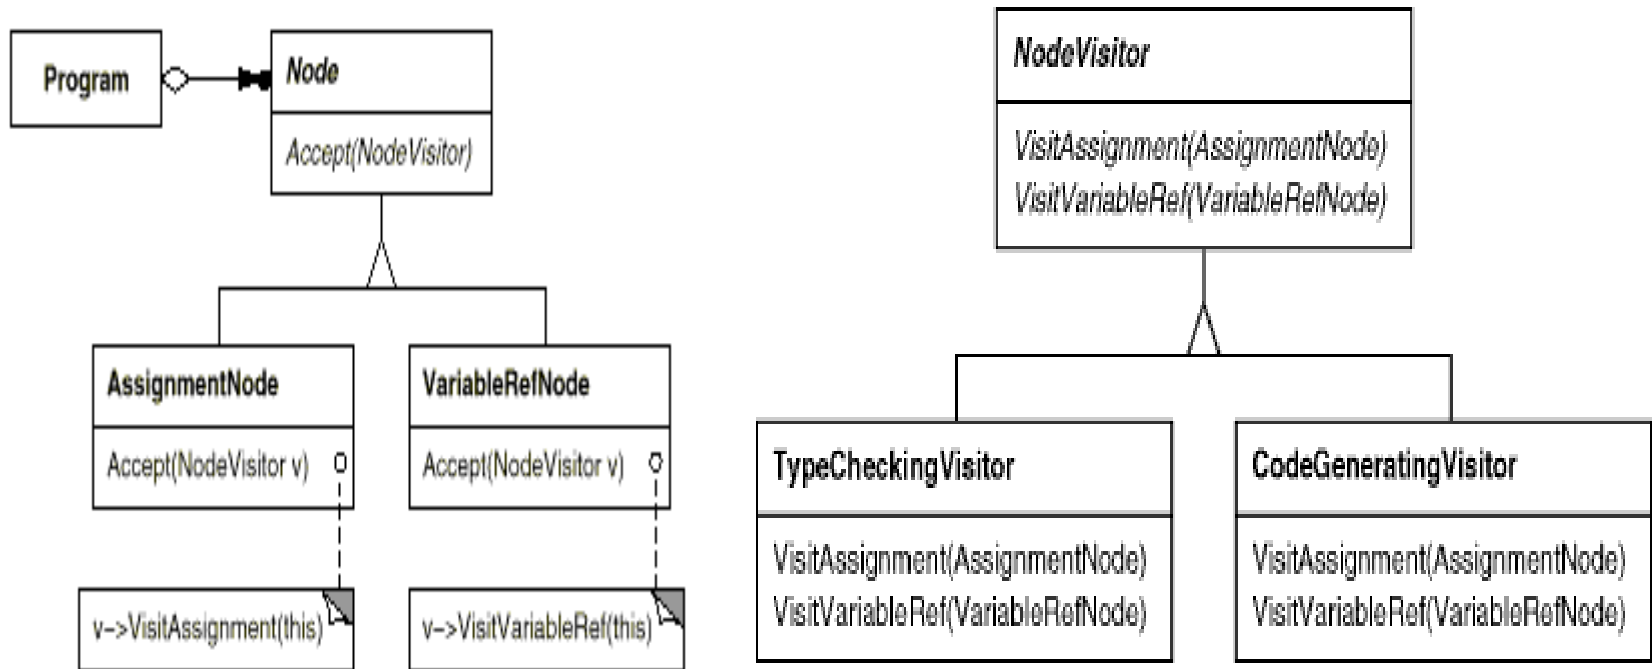 Program
Node
Accept(NodeVisitor)
AssignmentNode
Accept(NodeVisitor v)
v->VisitAssignment(this)
VariableRefNode
Accept(NodeVisitor v)
v->VisitVariableRef(this)
NodeVisitor
VisitAssignment(AssignmentNode)
VisitVariableRef(VariableRefNode)
TypeCheckingVisitor
VisitAssignment(AssignmentNode)
VisitVariableRef(VariableRefNode)
CodeGeneratingVisitor
VisitAssignment(AssignmentNode)
VisitVariableRef(VariableRefNode)